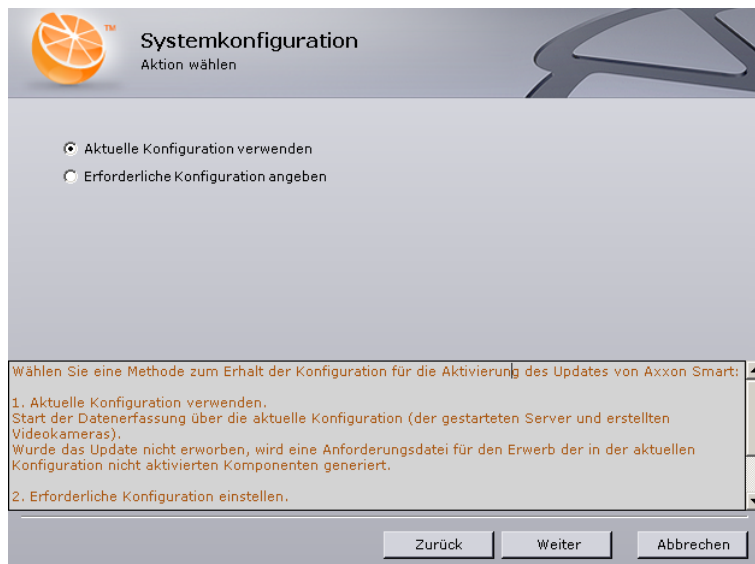 TM
Systemkonfiguration
Aktion wählen
Aktuelle Konfiguration verwenden
Erforderliche Konfiguration angeben
Wählen Sie eine Methode zum Erhalt der Konfiguration für die Aktivierung des Updates von Axxon Smart:
1. Aktuelle Konfiguration verwenden.
Start der Datenerfassung über die aktuelle Konfiguration (der gestarteten Server und erstellten
Videokameras).
Wurde das Update nicht erworben, wird eine Anforderungsdatei für den Erwerb der in der aktuellen
Konfiguration nicht aktivierten Komponenten generiert.
2. Erforderliche Konfiguration einstellen.
Zurück
Weiter
Abbrechen